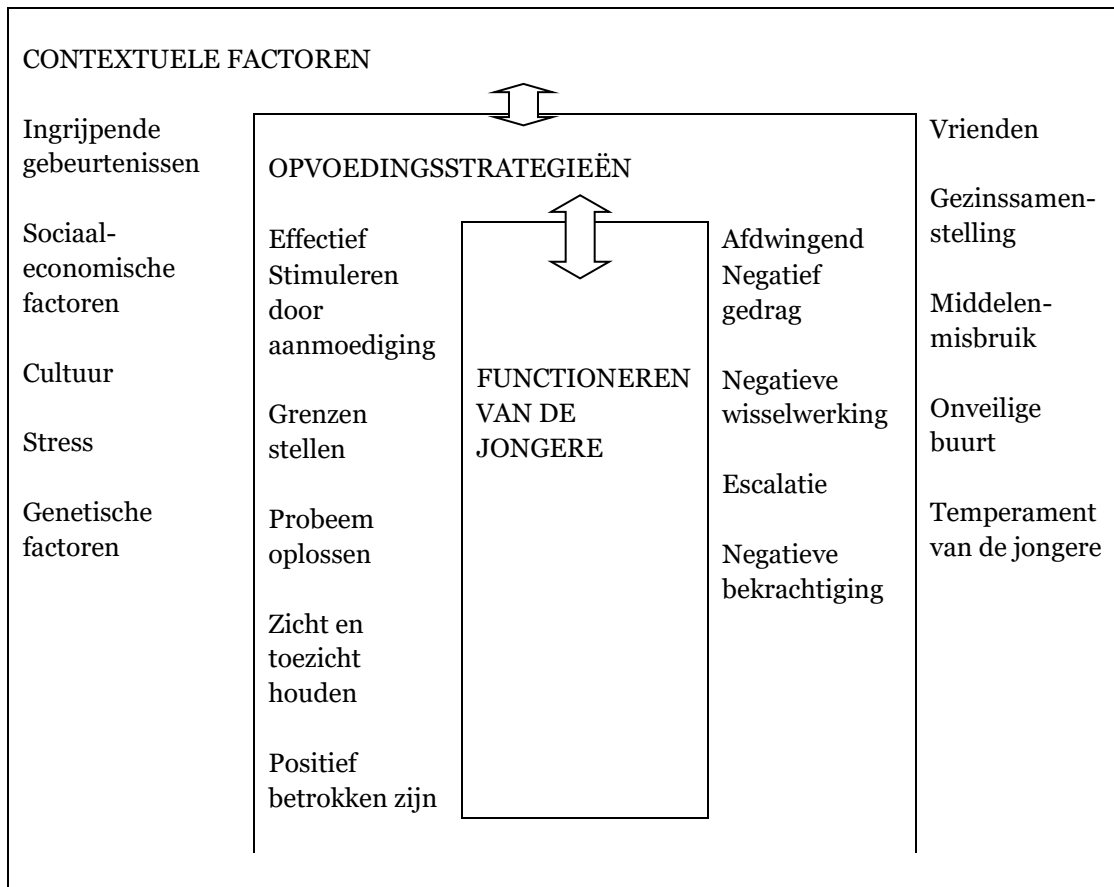 CONTEXTUELE FACTOREN
Ingrijpende
gebeurtenissen
Sociaal-
economische
factoren
Cultuur
Stress
Genetische
factoren
OPVOEDINGSSTRATEGIEËN
Effectief
Stimuleren
door
aanmoediging
Grenzen
stellen
Probeem
oplossen
Zicht en
toezicht
houden
Positief
betrokken zijn
FUNCTIONEREN
VAN DE
JONGERE
Afdwingend
Negatief
gedrag
Negatieve
wisselwerking
Escalatie
Negatieve
bekrachtiging
Vrienden
Gezinssamen-
stelling
Middelen-
misbruik
Onveilige
buurt
Temperament
van de jongere